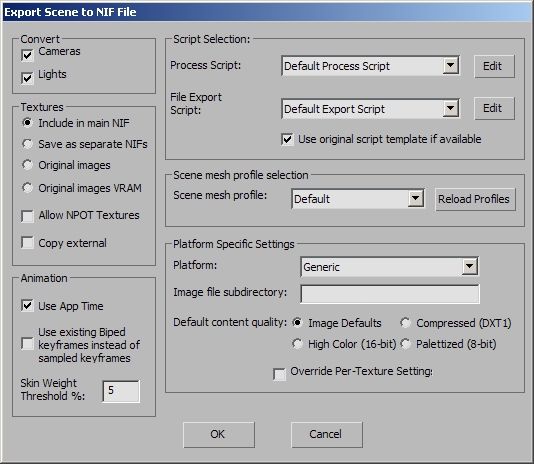 Export Scene to NIF File
Convert
Cameras
Lights
Textures
Include in main NIF
Save as separate NIFs
Original images
Original images VRAM
Allow NPOT Textures
Copy external
Animation
Use App Time
Use existing Biped
keyframes instead of
sampled keyframes
Skin Weight
Threshold %:
5
Script Selection:
Process Script:
Default Process Script
Edit
File Export
Script:
Default Export Script
Edit
Use original script template if available
Scene mesh profile selection
Scene mesh profile:
Default
Reload Profiles
Platform Specific Settings
Platform:
Generic
Image file subdirectory:
Default content quality:
Image Defaults
Compressed (DXT1)
High Color (16-bit)
Palettized (8-bit)
Override Per-Texture Settings
OK
Cancel